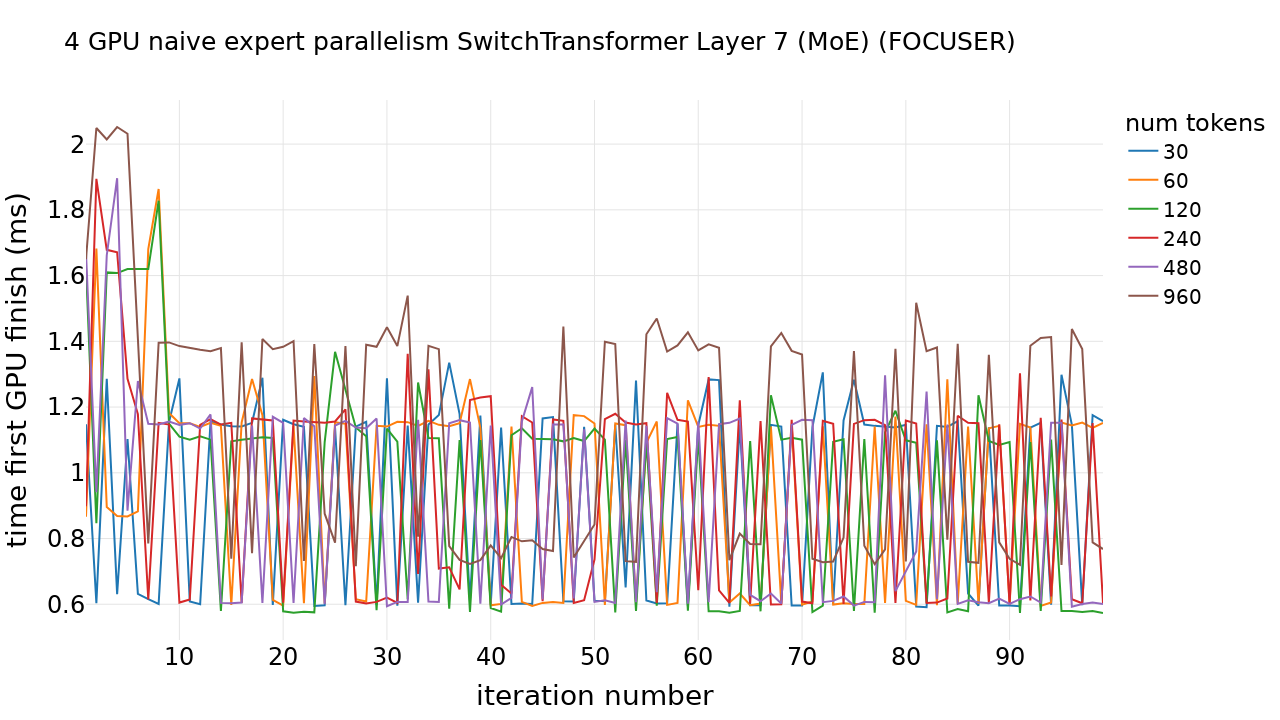 4 GPU naive expert parallelism SwitchTransformer Layer 7 (MoE) (FOCUSER)
num tokens
30
60
120
240
480
960
time first GPU finish (ms)
2
1.8
1.6
1.4
1.2
1
0.8
0.6
10 20 30 40 50 60 70 80 90
iteration number